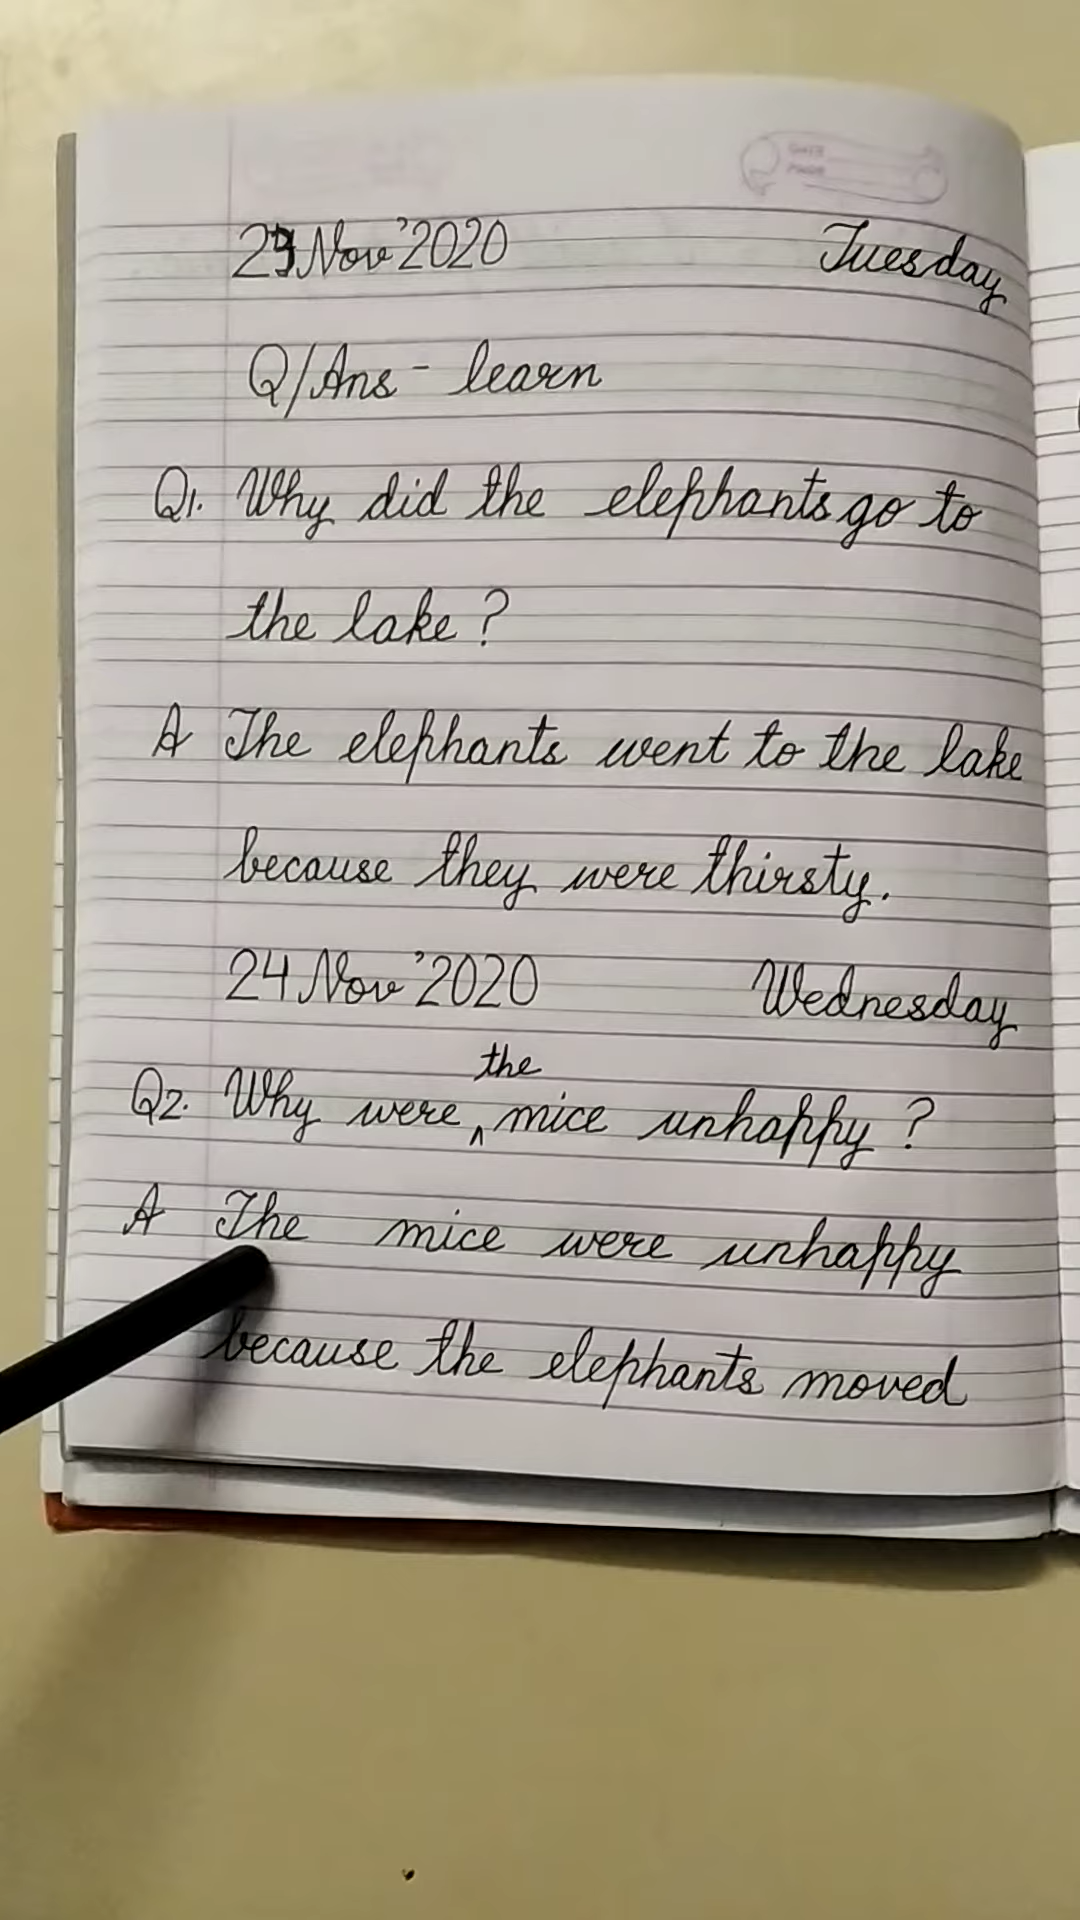 23 Nov'2020 Tuesday
Q/Ans - learn
Q1. Why did the elephants go to
the lake?
A The elephants went to the lake
because they were thirsty.
24 Nov'2020 Wednesday
the
Q2. Why were ^ mice unhappy?
A The mice were unhappy
because the elephants moved